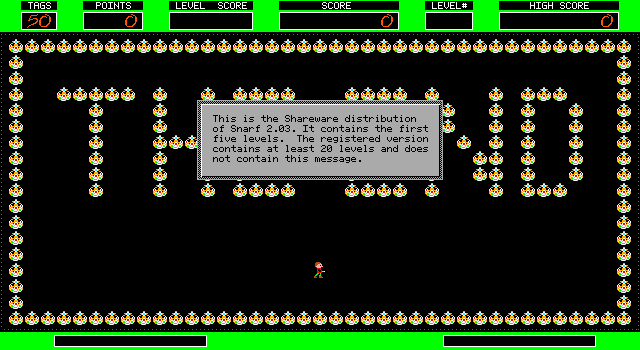 TAGS POINTS LEVEL SCORE SCORE LEVEL# HIGH SCORE
50 0 0 0
THE END
This is the Shareware distribution
of Snarf 2.03. It contains the first
five levels. The registered version
contains at least 20 levels and does
not contain this message.